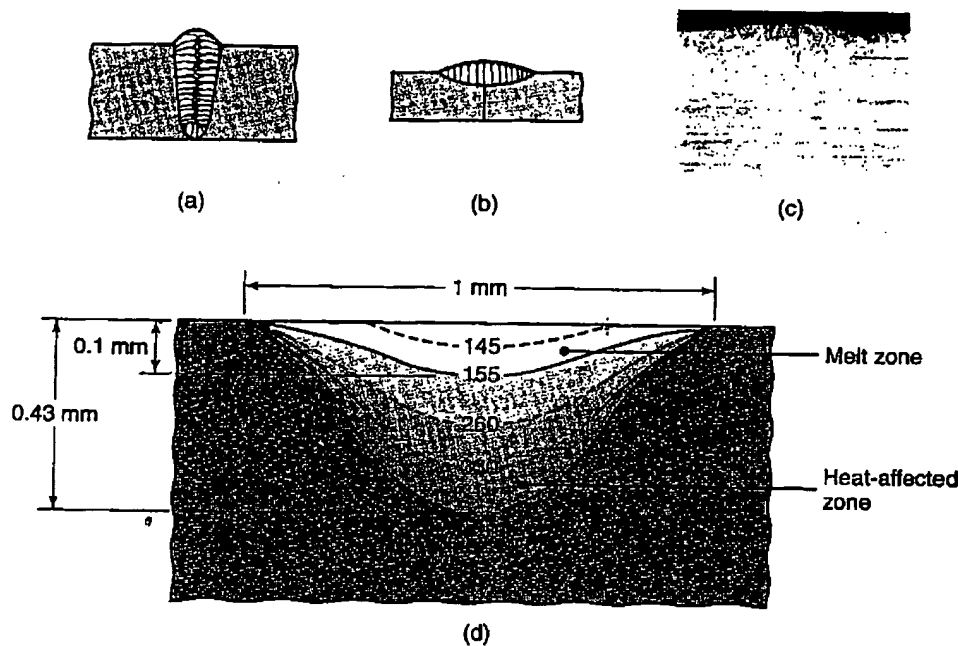 (a)
(b)
(c)
1 mm
0.1 mm
145
Melt zone
155
0.43 mm
260
Heat-affected
zone
(d)